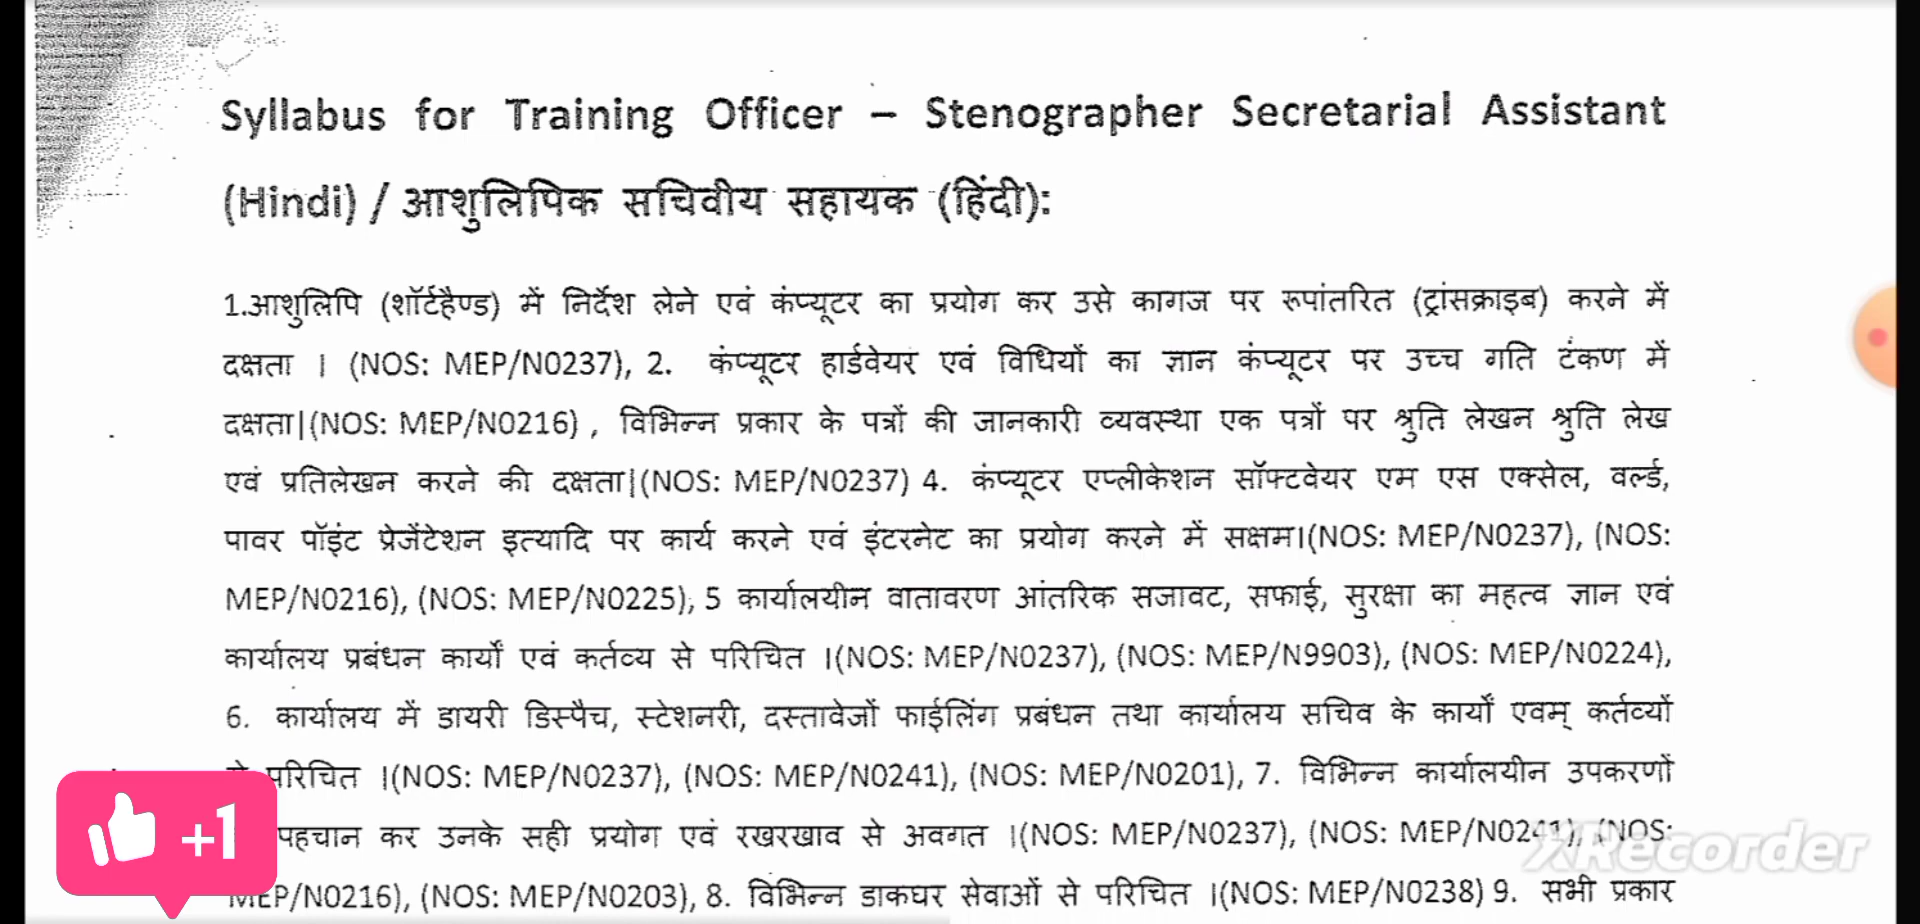 Syllabus for Training Officer – Stenographer Secretarial Assistant
(Hindi) / आशुलिपिक सचिवीय सहायक (हिंदी):
1.आशुलिपि (शॉर्टहैण्ड) में निर्देश लेने एवं कंप्यूटर का प्रयोग कर उसे कागज पर रूपांतरित (ट्रांसक्राइब) करने में
दक्षता । (NOS: MEP/N0237), 2. कंप्यूटर हार्डवेयर एवं विधियों का ज्ञान कंप्यूटर पर उच्च गति टंकण में
दक्षता|(NOS: MEP/N0216) , विभिन्न प्रकार के पत्रों की जानकारी व्यवस्था एक पत्रों पर श्रुति लेखन श्रुति लेख
एवं प्रतिलेखन करने की दक्षता|(NOS: MEP/N0237) 4. कंप्यूटर एप्लीकेशन सॉफ्टवेयर एम एस एक्सेल, वर्ल्ड,
पावर पॉइंट प्रेजेंटेशन इत्यादि पर कार्य करने एवं इंटरनेट का प्रयोग करने में सक्षम।(NOS: MEP/N0237), (NOS:
MEP/N0216), (NOS: MEP/N0225), 5 कार्यालयीन वातावरण आंतरिक सजावट, सफाई, सुरक्षा का महत्व ज्ञान एवं
कार्यालय प्रबंधन कार्यों एवं कर्तव्य से परिचित ।(NOS: MEP/N0237), (NOS: MEP/N9903), (NOS: MEP/N0224),
6. कार्यालय में डायरी डिस्पैच, स्टेशनरी, दस्तावेजों फाईलिंग प्रबंधन तथा कार्यालय सचिव के कार्यों एवम् कर्तव्यों
परिचित ।(NOS: MEP/N0237), (NOS: MEP/N0241), (NOS: MEP/N0201), 7. विभिन्न कार्यालयीन उपकरणों
पहचान कर उनके सही प्रयोग एवं रखरखाव से अवगत ।(NOS: MEP/N0237), (NOS: MEP/N0241), (NOS:
MEP/N0216), (NOS: MEP/N0203), 8. विभिन्न डाकघर सेवाओं से परिचित ।(NOS: MEP/N0238) 9. सभी प्रकार
+1
XRecorder